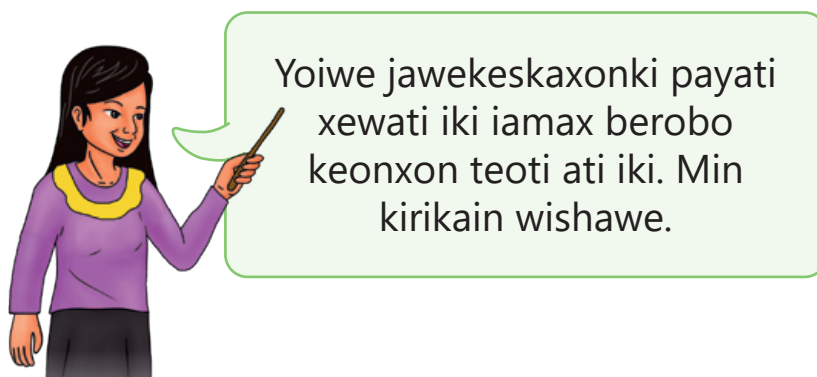 Yoiwe jawekeskaxonki payati
xewati iki iamax berobo
keonxon teoti ati iki. Min
kirikain wishawe.